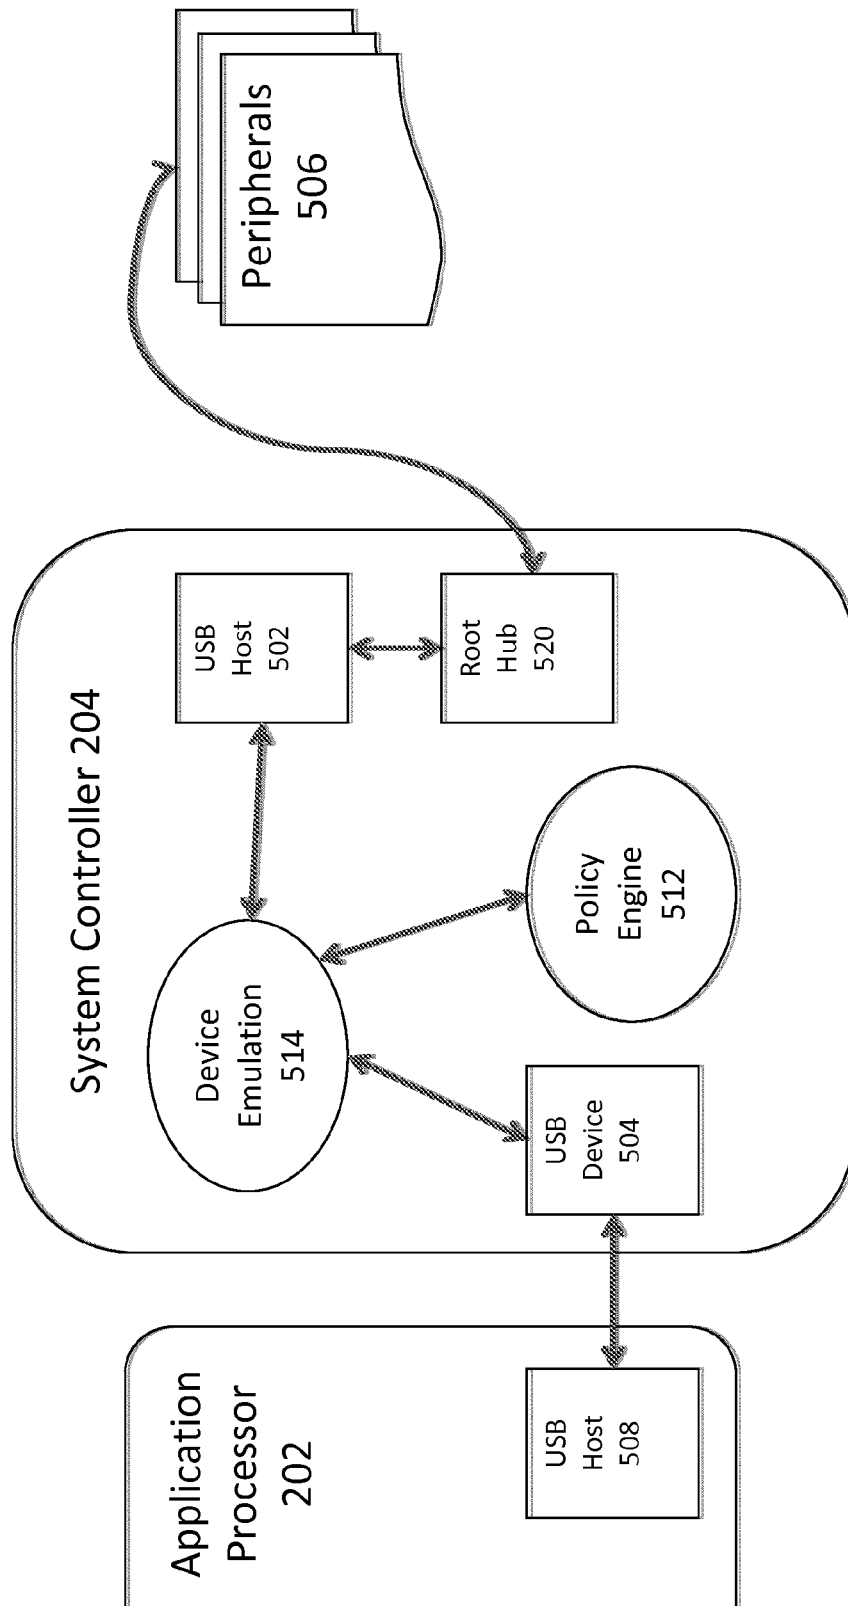 Application
Processor
202
USB
Host
508
System Controller 204
Device
Emulation
514
USB
Device
504
Policy
Engine
512
USB
Host
502
Root
Hub
520
Peripherals
506